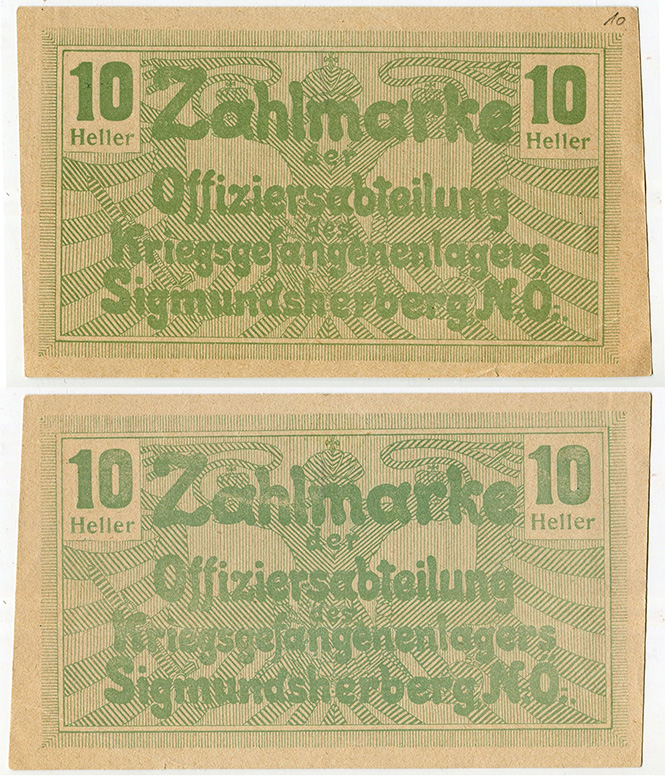 10
10 Zahlmarke 10
Heller Heller
der
Offiziersabteilung
des
Kriegsgefangenenlagers
Sigmundsherberg N.Ö.
10 Zahlmarke 10
Heller Heller
der
Offiziersabteilung
des
Kriegsgefangenenlagers
Sigmundsherberg N.Ö.